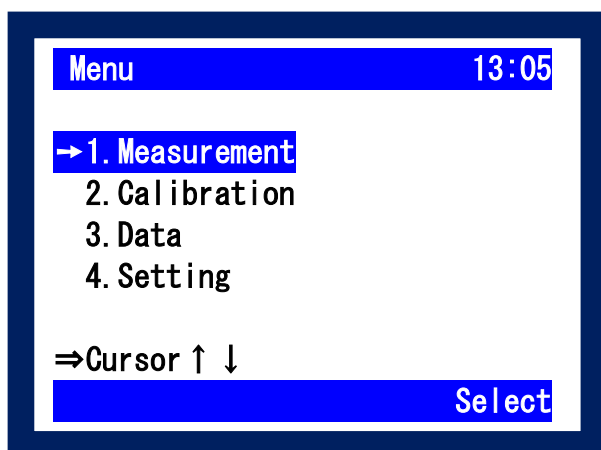 Menu 13:05
→1.Measurement
2.Calibration
3.Data
4.Setting
⇒Cursor↑↓
Select